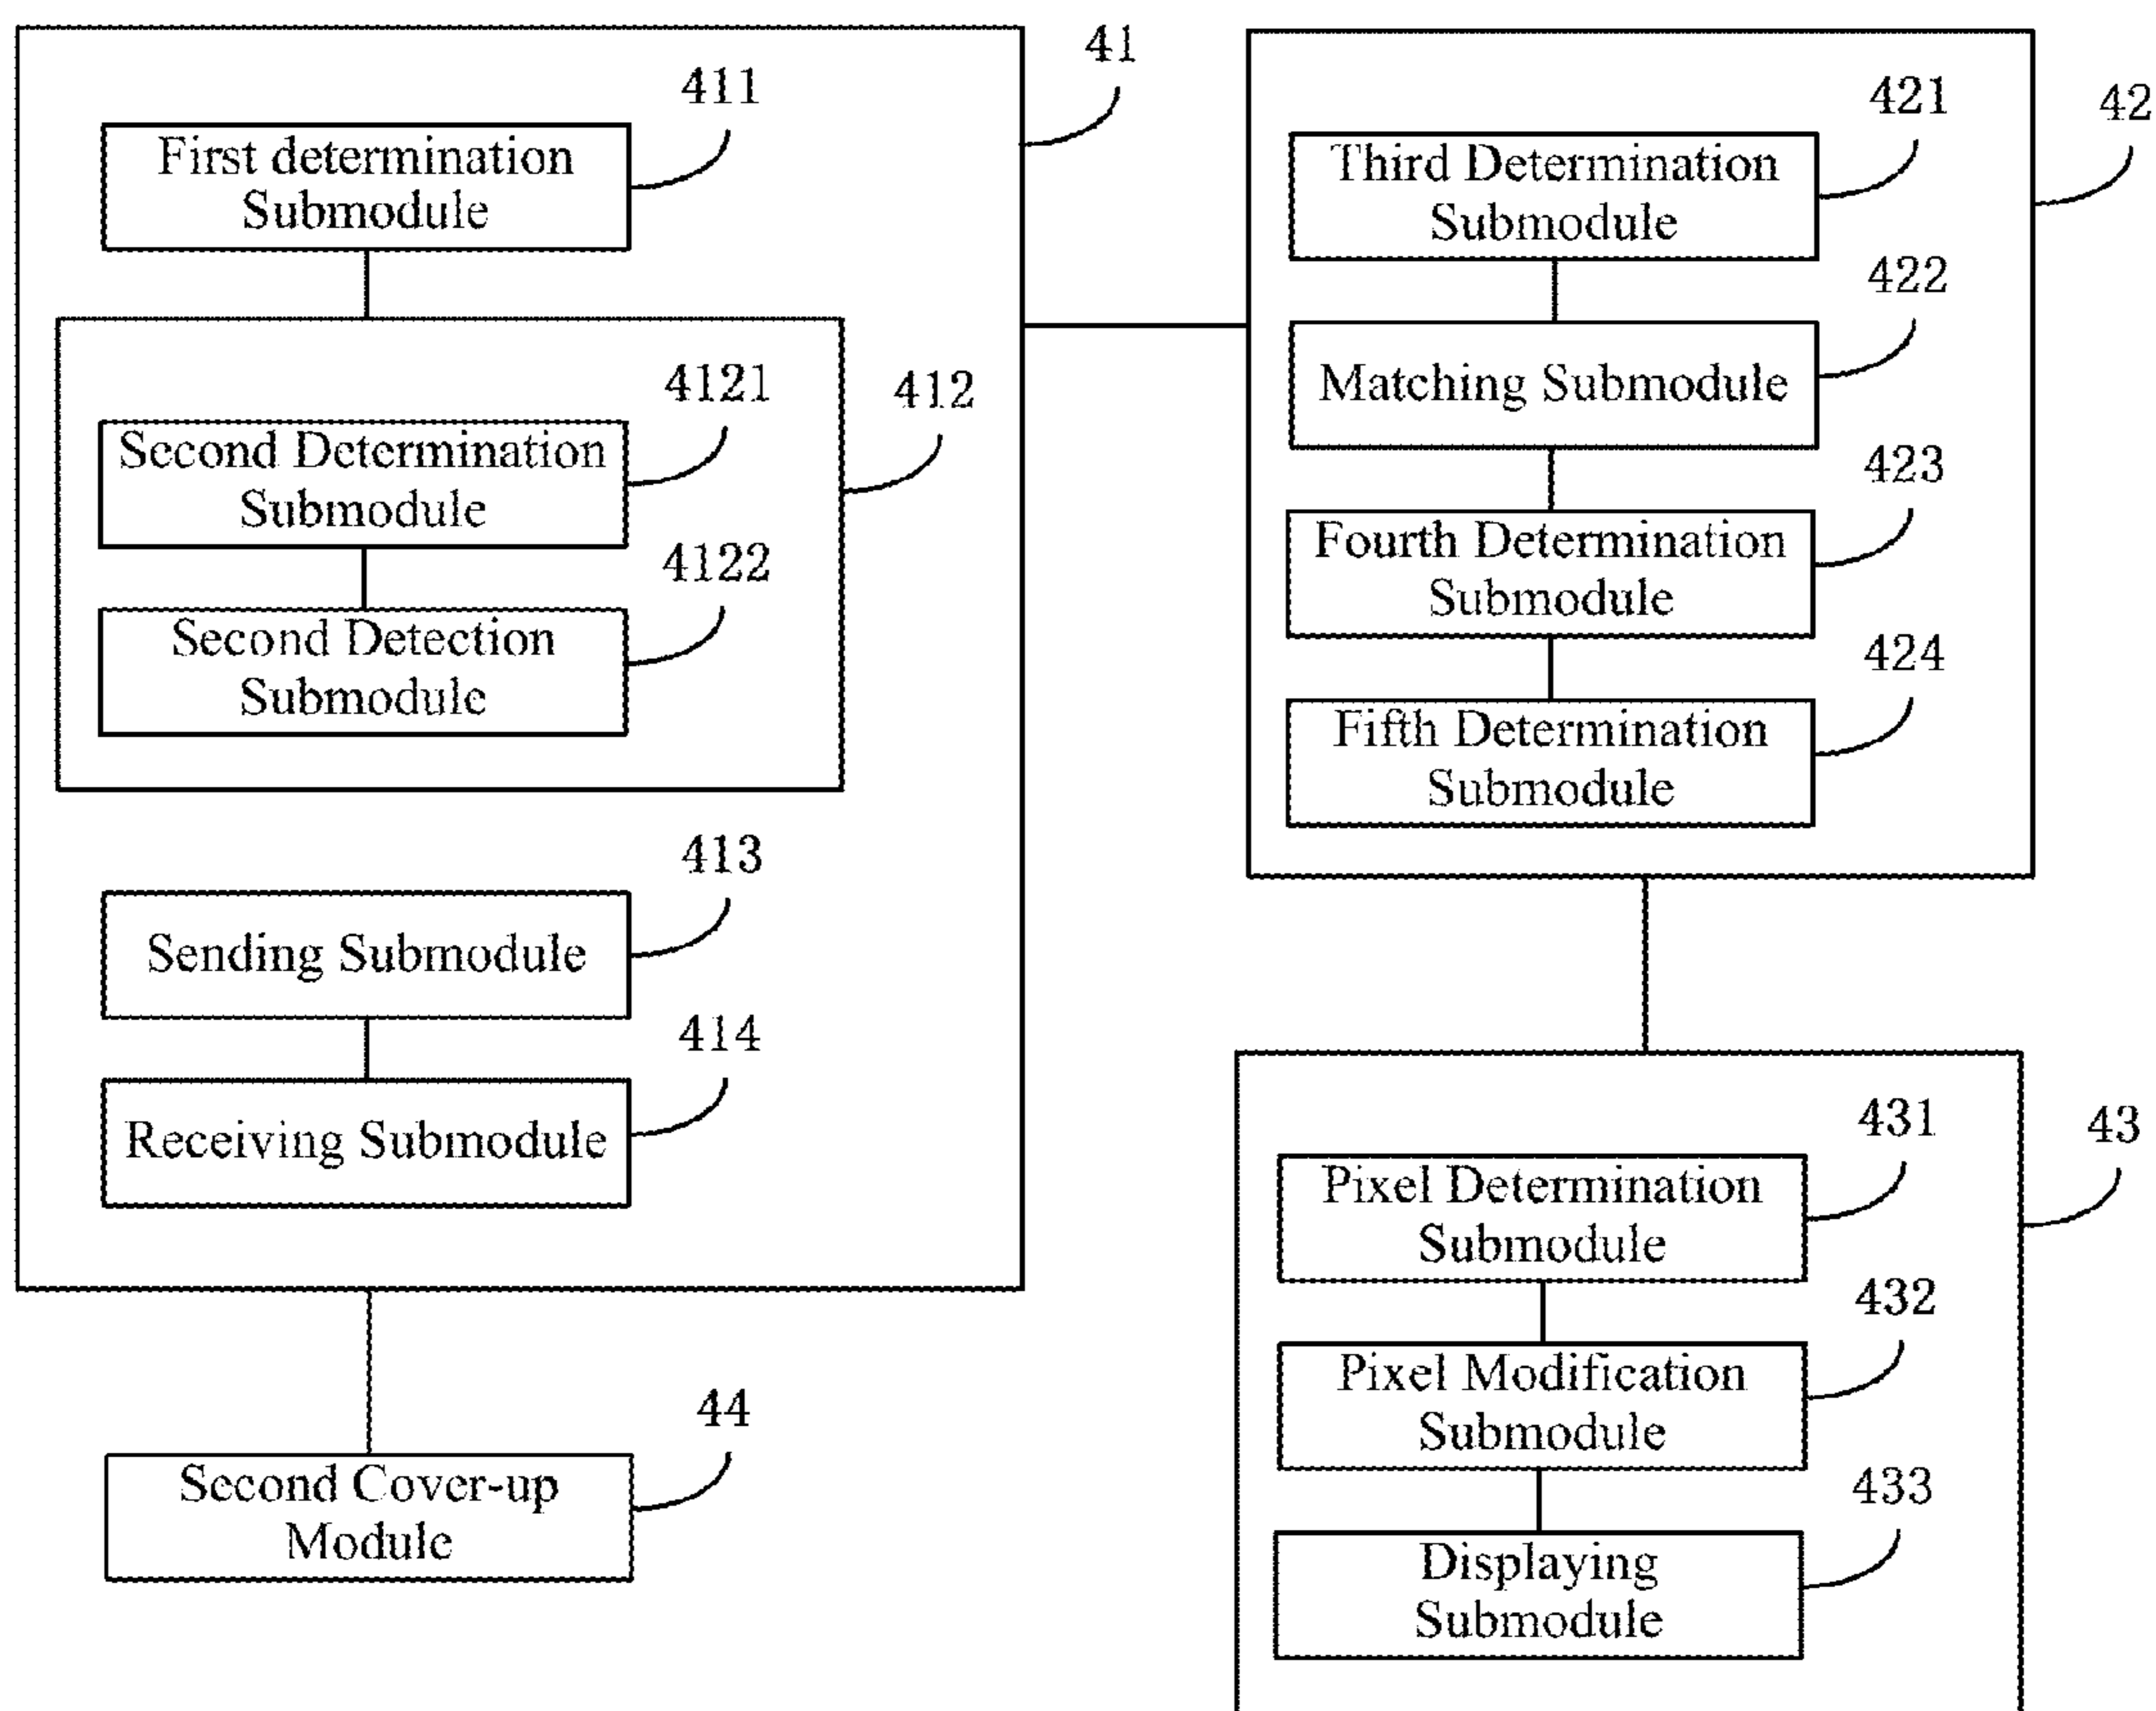 41
411
First determination
Submodule
412
4121
Second Determination
Submodule
4122
Second Detection
Submodule
413
Sending Submodule
414
Receiving Submodule
44
Second Cover-up
Module
42
421
Third Determination
Submodule
422
Matching Submodule
423
Fourth Determination
Submodule
424
Fifth Determination
Submodule
43
431
Pixel Determination
Submodule
432
Pixel Modification
Submodule
433
Displaying
Submodule